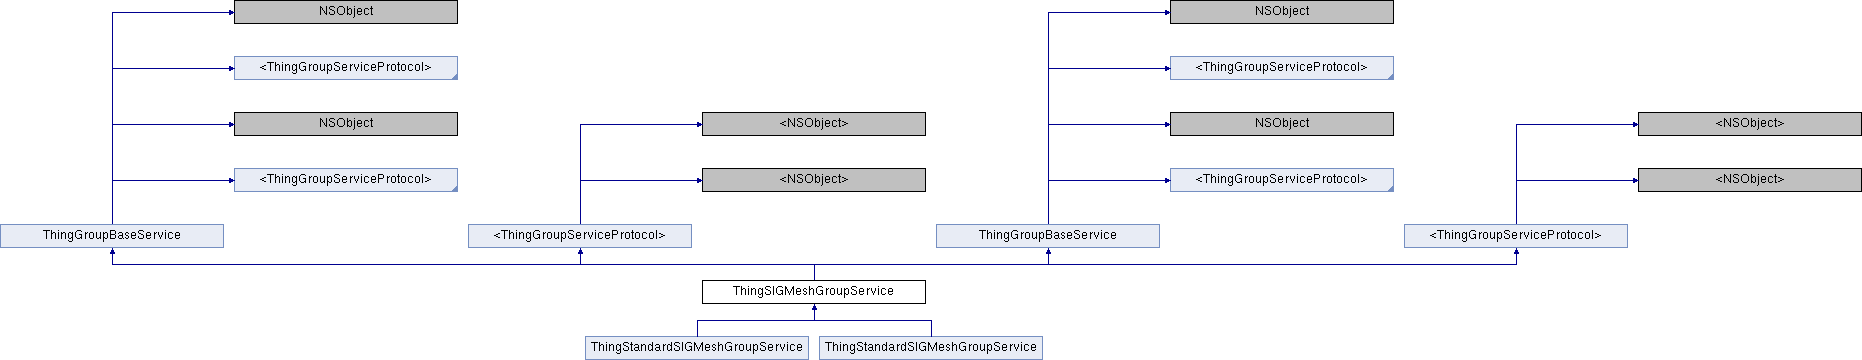 NSObject
NSObject
<ThingGroupServiceProtocol>
<ThingGroupServiceProtocol>
NSObject
<NSObject>
NSObject
<NSObject>
<ThingGroupServiceProtocol>
<NSObject>
<ThingGroupServiceProtocol>
<NSObject>
ThingGroupBaseService
<ThingGroupServiceProtocol>
ThingGroupBaseService
<ThingGroupServiceProtocol>
ThingSIGMeshGroupService
ThingStandardSIGMeshGroupService
ThingStandardSIGMeshGroupService